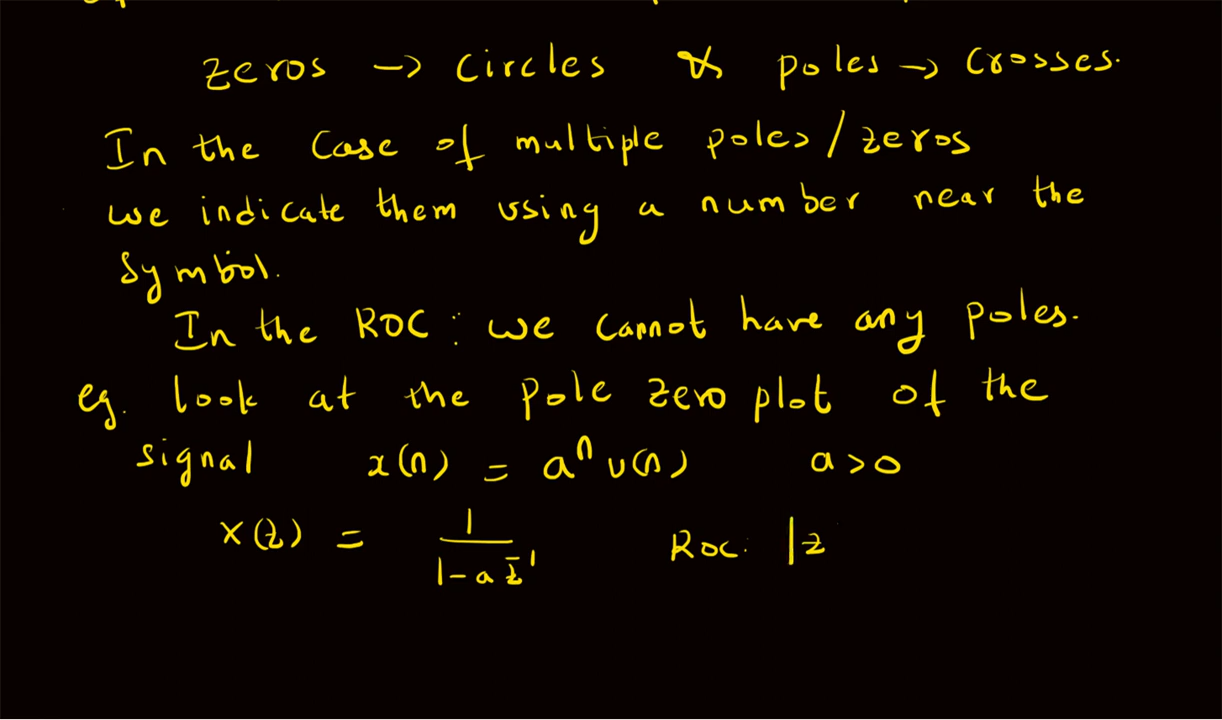 zeros → circles & poles → crosses.
In the case of multiple poles/zeros
we indicate them using a number near the
symbol.
In the ROC: we cannot have any poles.
eg. look at the pole zero plot of the
signal x(n) = aⁿ u(n) a>0
X(z) = 1/(1-a z⁻¹) ROC: |z